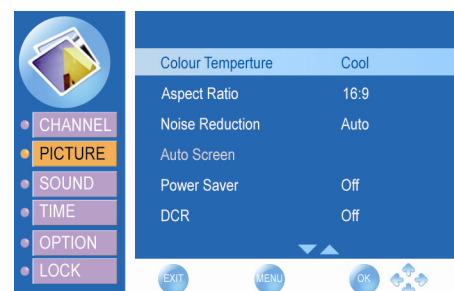 CHANNEL
PICTURE
SOUND
TIME
OPTION
LOCK
Colour Temperture Cool
Aspect Ratio 16:9
Noise Reduction Auto
Auto Screen
Power Saver Off
DCR Off
EXIT MENU OK